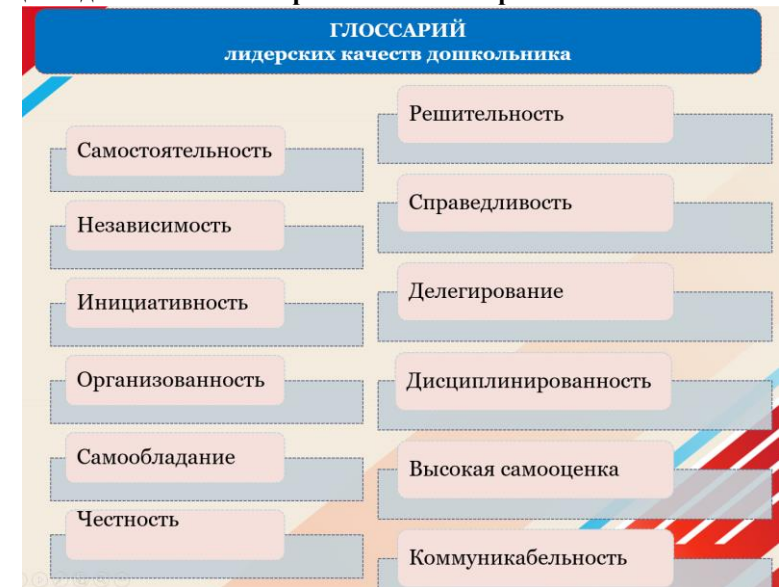 ГЛОССАРИЙ
лидерских качеств дошкольника
Самостоятельность
Независимость
Инициативность
Организованность
Самообладание
Честность
Решительность
Справедливость
Делегирование
Дисциплинированность
Высокая самооценка
Коммуникабельность